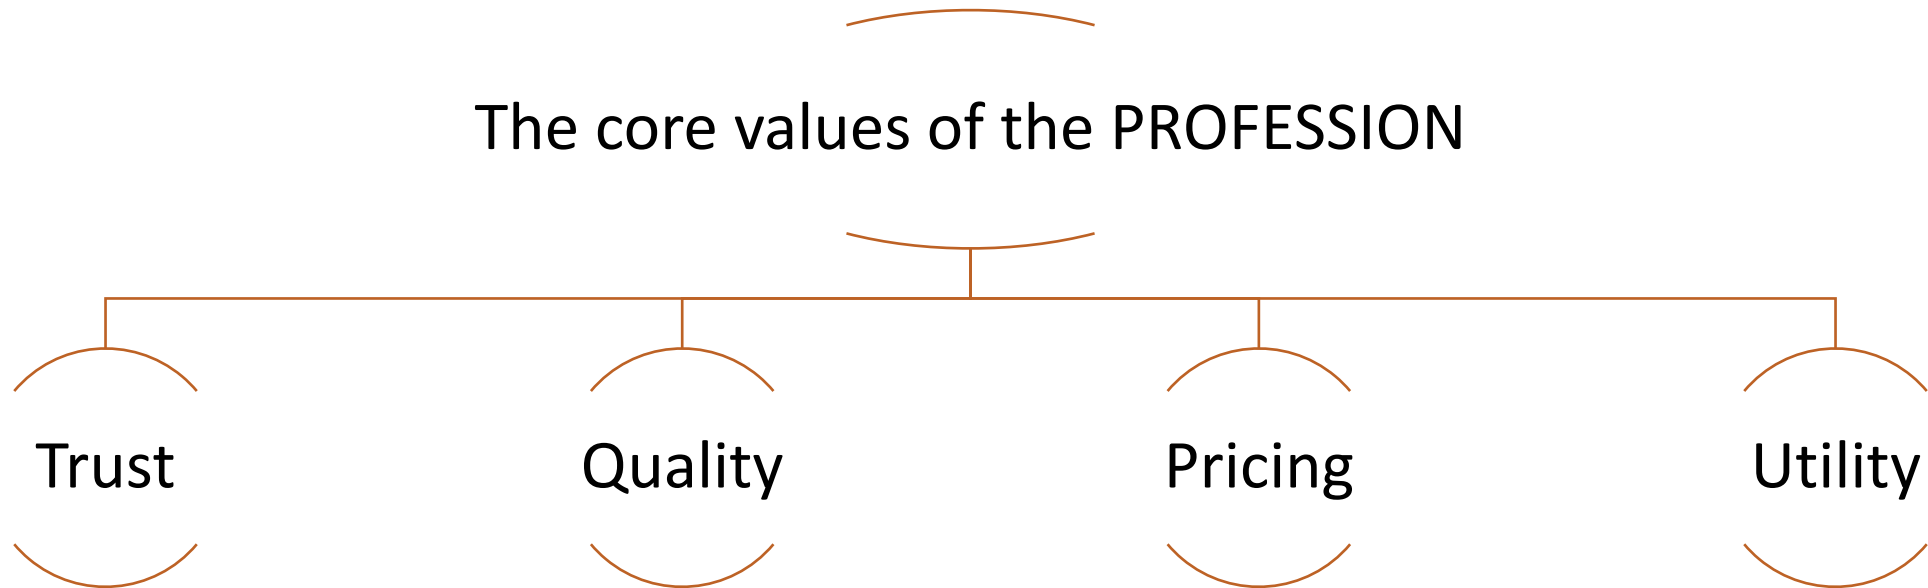 The core values of the PROFESSION
Trust
Quality
Pricing
Utility